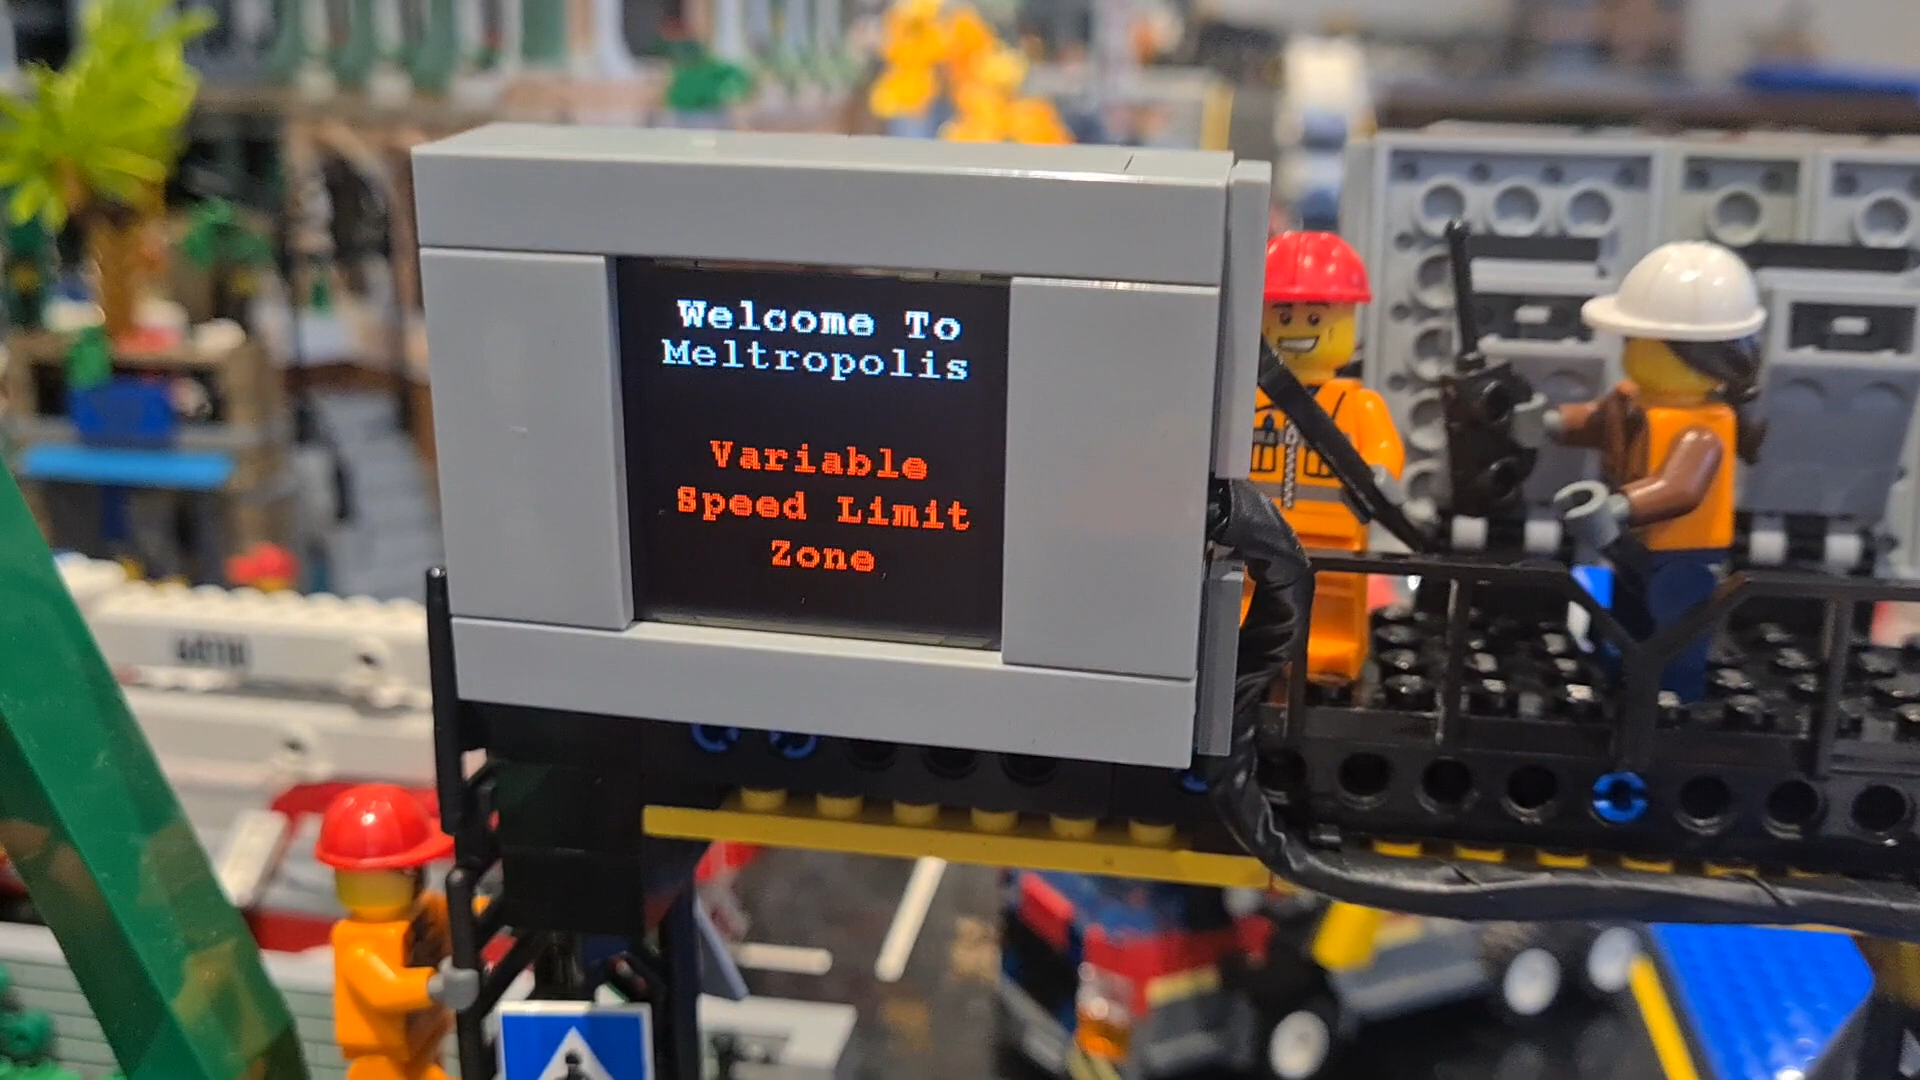 Welcome To
Meltropolis
Variable
Speed Limit
Zone